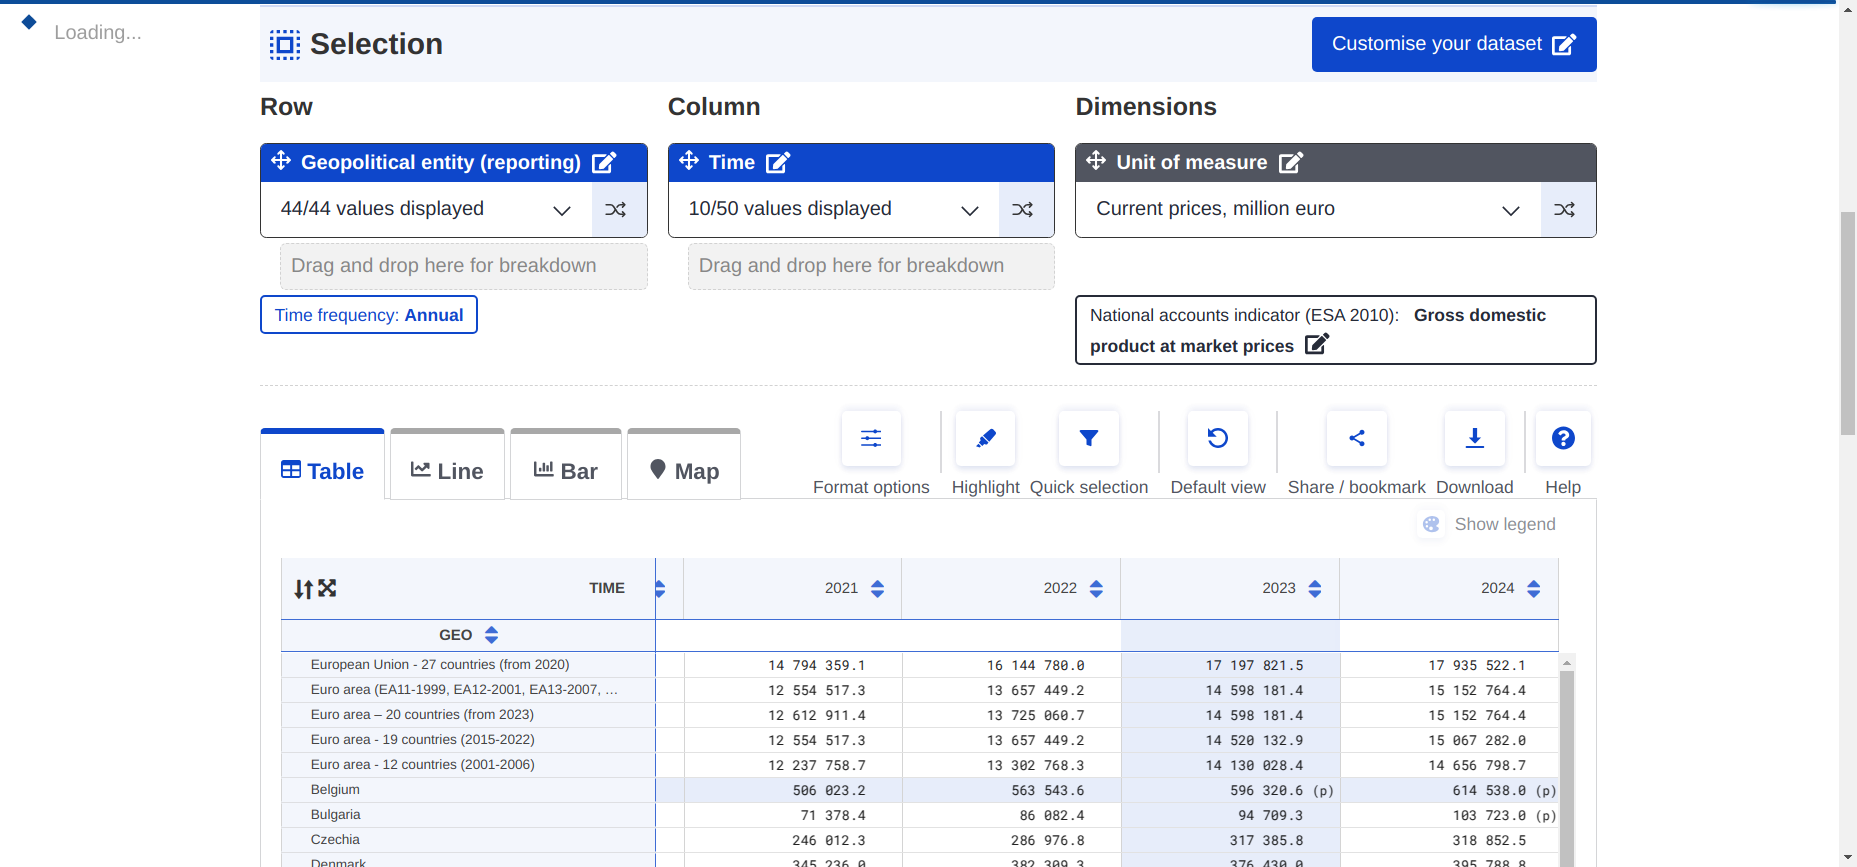 Loading...
Selection
Customise your dataset
Row
Column
Dimensions
Geopolitical entity (reporting)
Time
Unit of measure
44/44 values displayed
10/50 values displayed
Current prices, million euro
Drag and drop here for breakdown
Drag and drop here for breakdown
Time frequency: Annual
National accounts indicator (ESA 2010): Gross domestic
product at market prices
Table
Line
Bar
Map
Format options
Highlight
Quick selection
Default view
Share / bookmark
Download
Help
Show legend
TIME 2021 2022 2023 2024
GEO
European Union - 27 countries (from 2020) 14 794 359.1 16 144 780.0 17 197 821.5 17 935 522.1
Euro area (EA11-1999, EA12-2001, EA13-2007, … 12 554 517.3 13 657 449.2 14 598 181.4 15 152 764.4
Euro area – 20 countries (from 2023) 12 612 911.4 13 725 060.7 14 598 181.4 15 152 764.4
Euro area - 19 countries (2015-2022) 12 554 517.3 13 657 449.2 14 520 132.9 15 067 282.0
Euro area - 12 countries (2001-2006) 12 237 758.7 13 302 768.3 14 130 028.4 14 656 798.7
Belgium 506 023.2 563 543.6 596 320.6 (p) 614 538.0 (p)
Bulgaria 71 378.4 86 082.4 94 709.3 103 723.0 (p)
Czechia 246 012.3 286 976.8 317 385.8 318 852.5
Denmark 345 236.0 382 309.3 376 430.0 395 788.8